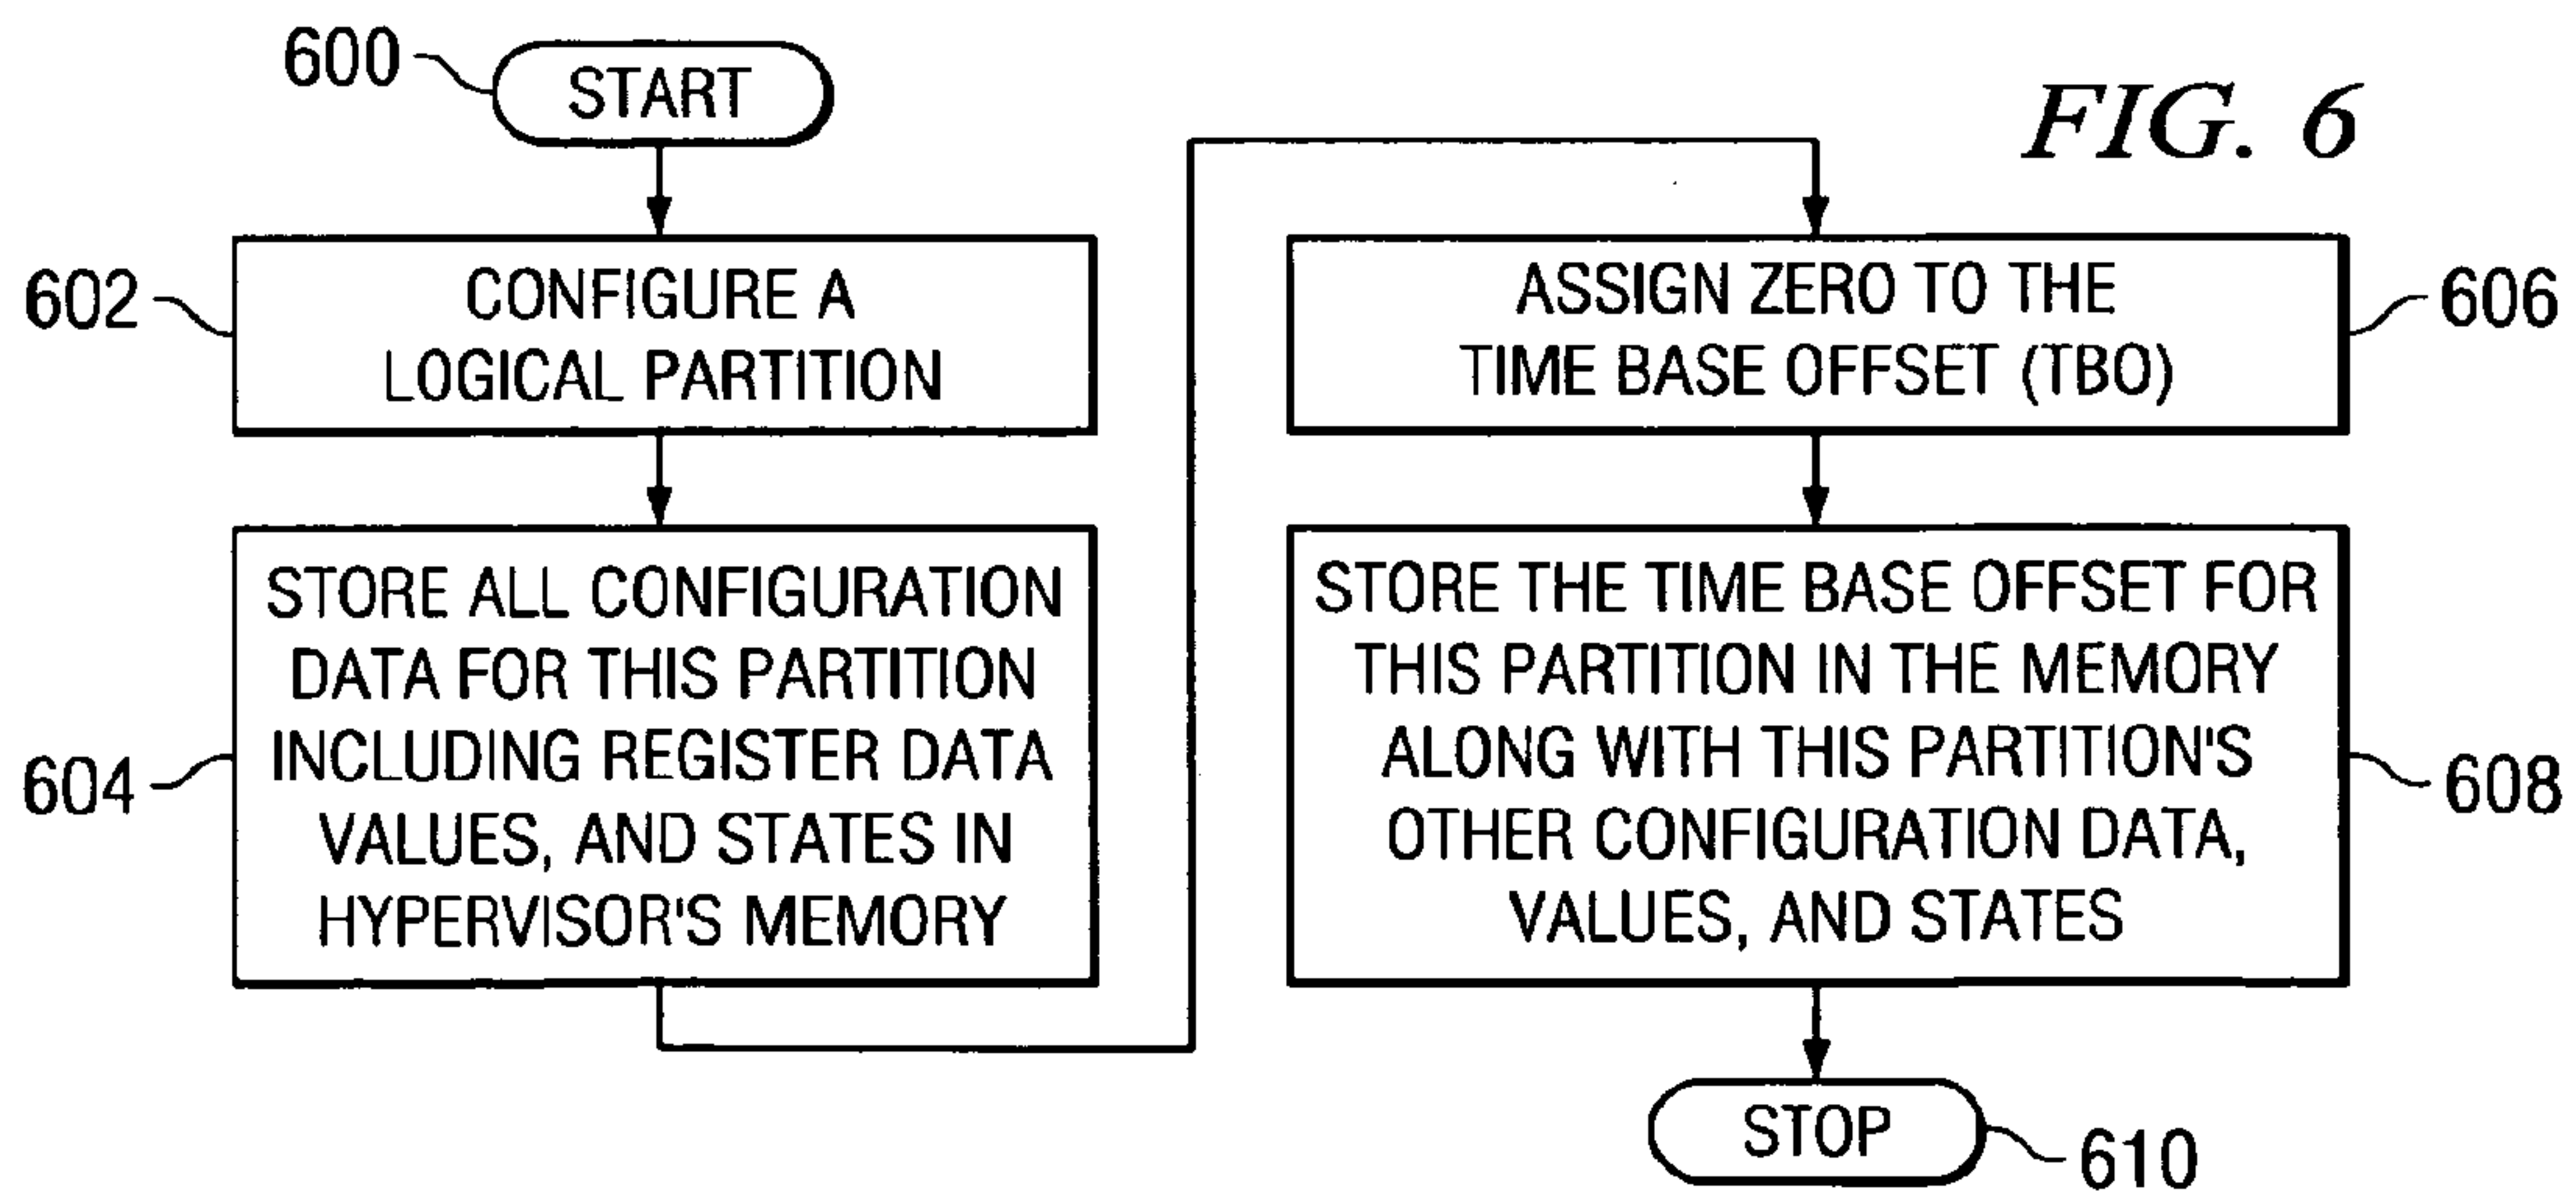 600
START
FIG. 6
602
CONFIGURE A
LOGICAL PARTITION
604
STORE ALL CONFIGURATION
DATA FOR THIS PARTITION
INCLUDING REGISTER DATA
VALUES, AND STATES IN
HYPERVISOR'S MEMORY
ASSIGN ZERO TO THE
TIME BASE OFFSET (TBO)
606
STORE THE TIME BASE OFFSET FOR
THIS PARTITION IN THE MEMORY
ALONG WITH THIS PARTITION'S
OTHER CONFIGURATION DATA,
VALUES, AND STATES
608
STOP
610